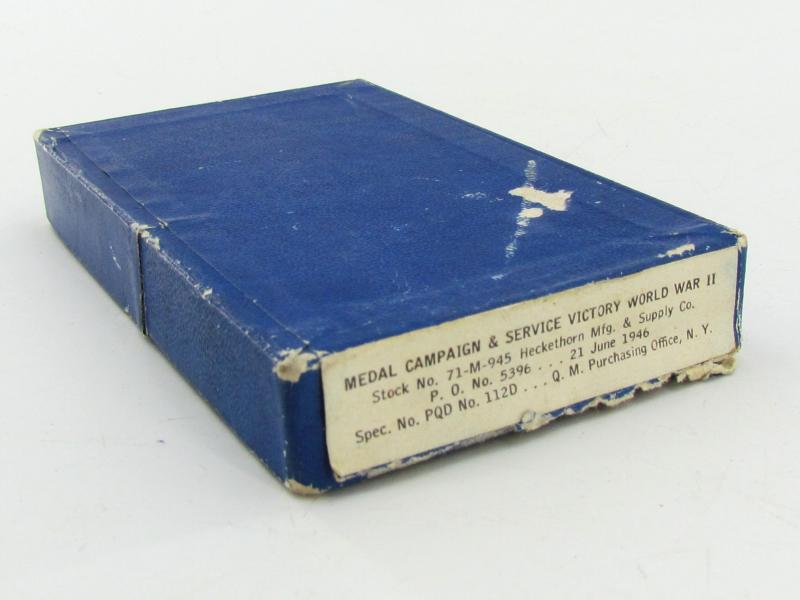 MEDAL CAMPAIGN & SERVICE VICTORY WORLD WAR II
Stock No. 71-M-945 Heckethorn Mfg. & Supply Co.
P. O. No. 5396 . . . 21 June 1946
Spec. No. PQD No. 112D . . . Q. M. Purchasing Office, N. Y.